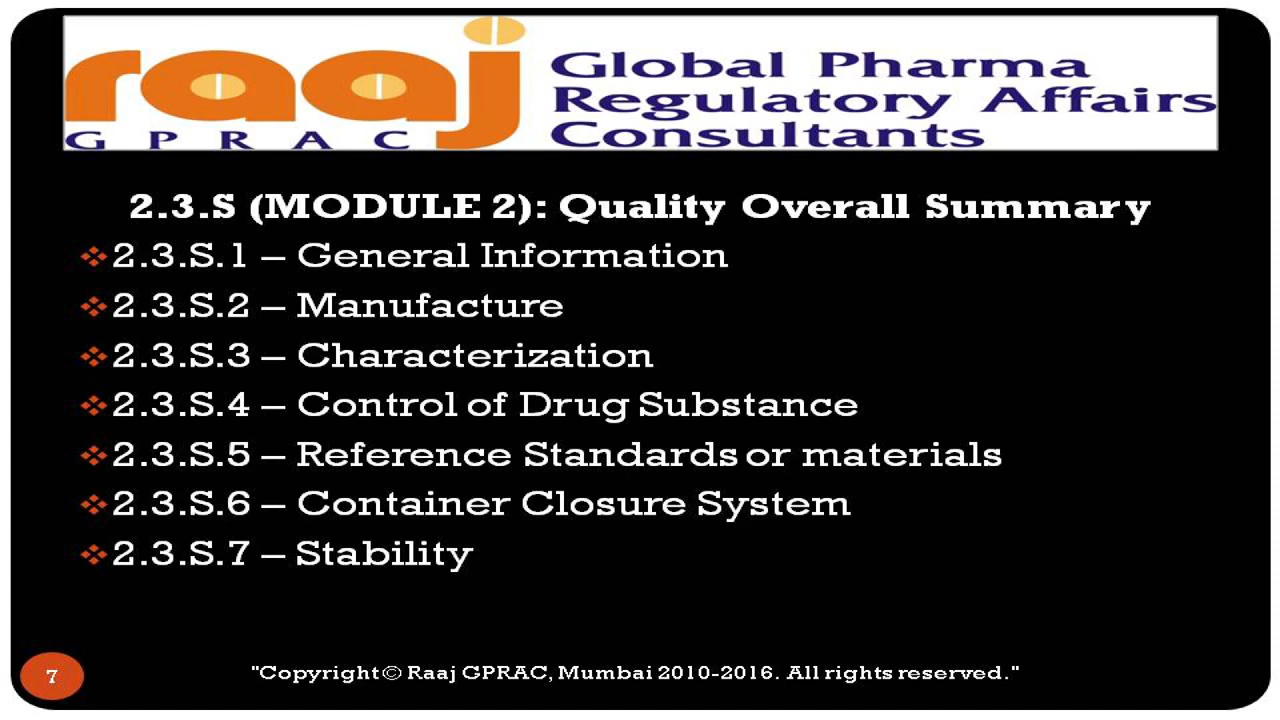 raaj
GPRAC
Global Pharma
Regulatory Affairs
Consultants
2.3.S (MODULE 2): Quality Overall Summary
2.3.S.1 – General Information
2.3.S.2 – Manufacture
2.3.S.3 – Characterization
2.3.S.4 – Control of Drug Substance
2.3.S.5 – Reference Standards or materials
2.3.S.6 – Container Closure System
2.3.S.7 – Stability
7
"Copyright © Raaj GPRAC, Mumbai 2010-2016. All rights reserved."